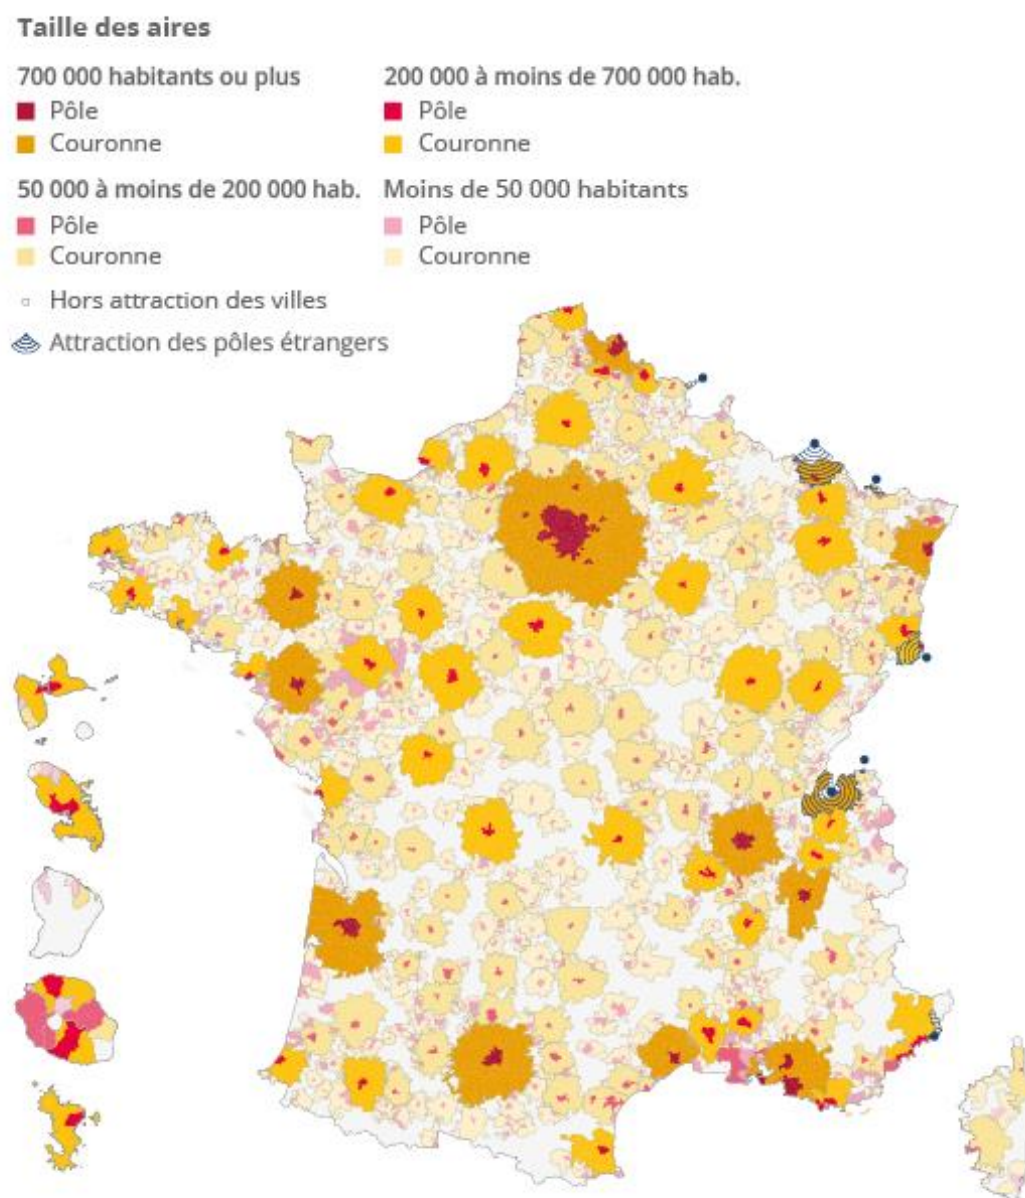 Taille des aires
700 000 habitants ou plus
Pôle
Couronne
200 000 à moins de 700 000 hab.
Pôle
Couronne
50 000 à moins de 200 000 hab.
Pôle
Couronne
Moins de 50 000 habitants
Pôle
Couronne
Hors attraction des villes
Attraction des pôles étrangers